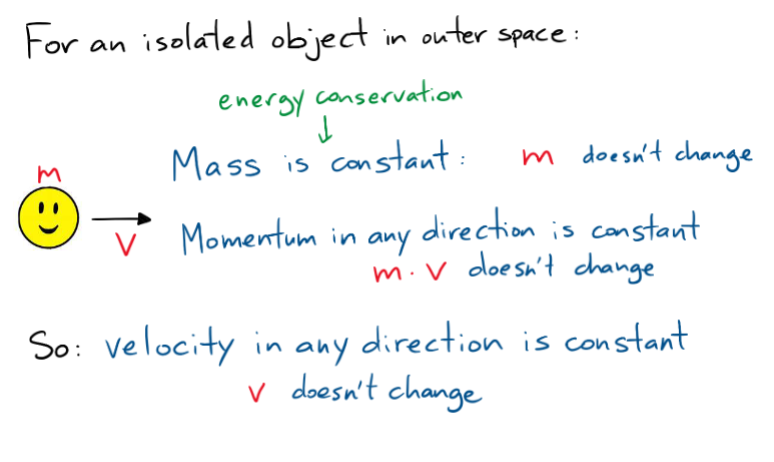 For an isolated object in outer space:
energy conservation
↓
Mass is constant: m doesn't change
m
v
Momentum in any direction is constant
m · v doesn't change
So: velocity in any direction is constant
v doesn't change